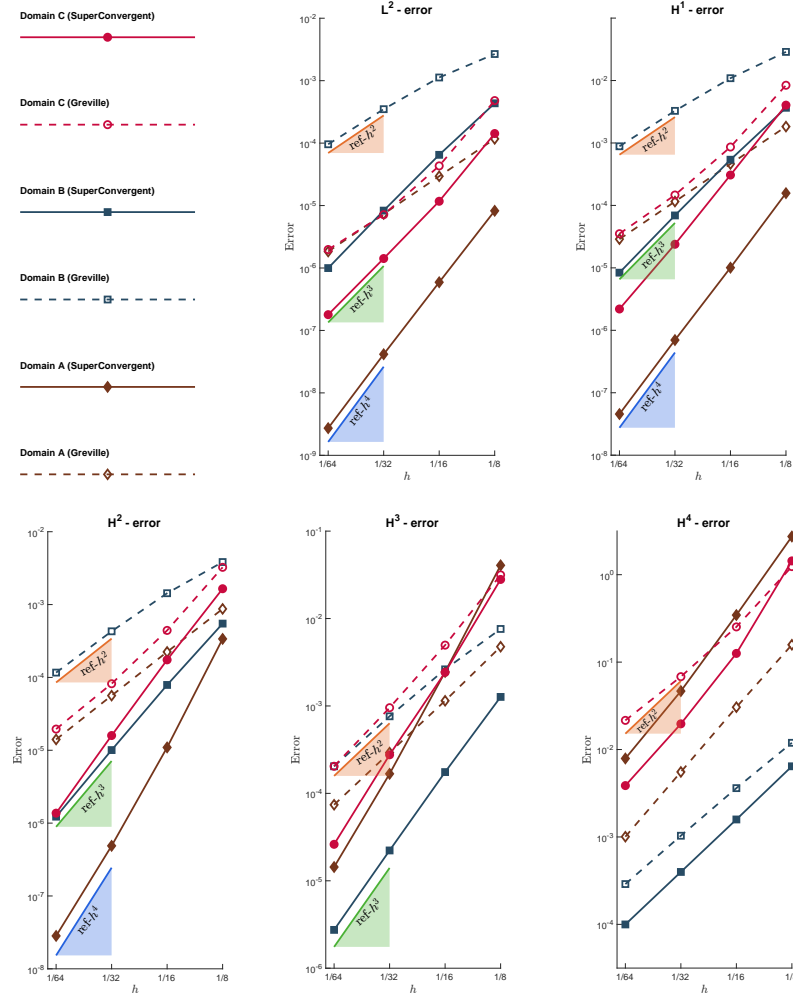 Domain C (SuperConvergent)
Domain C (Greville)
Domain B (SuperConvergent)
Domain B (Greville)
Domain A (SuperConvergent)
Domain A (Greville)
L² - error
10⁻²
10⁻³
10⁻⁴
10⁻⁵
10⁻⁶
10⁻⁷
10⁻⁸
10⁻⁹
Error
ref-h²
ref-h³
ref-h⁴
1/64
1/32
1/16
1/8
h
H¹ - error
10⁻¹
10⁻²
10⁻³
10⁻⁴
10⁻⁵
10⁻⁶
10⁻⁷
10⁻⁸
Error
ref-h²
ref-h³
ref-h⁴
1/64
1/32
1/16
1/8
h
H² - error
10⁻²
10⁻³
10⁻⁴
10⁻⁵
10⁻⁶
10⁻⁷
10⁻⁸
Error
ref-h²
ref-h³
ref-h⁴
1/64
1/32
1/16
1/8
h
H³ - error
10⁻¹
10⁻²
10⁻³
10⁻⁴
10⁻⁵
10⁻⁶
Error
ref-h²
ref-h³
1/64
1/32
1/16
1/8
h
H⁴ - error
10⁰
10⁻¹
10⁻²
10⁻³
10⁻⁴
Error
ref-h²
1/64
1/32
1/16
1/8
h